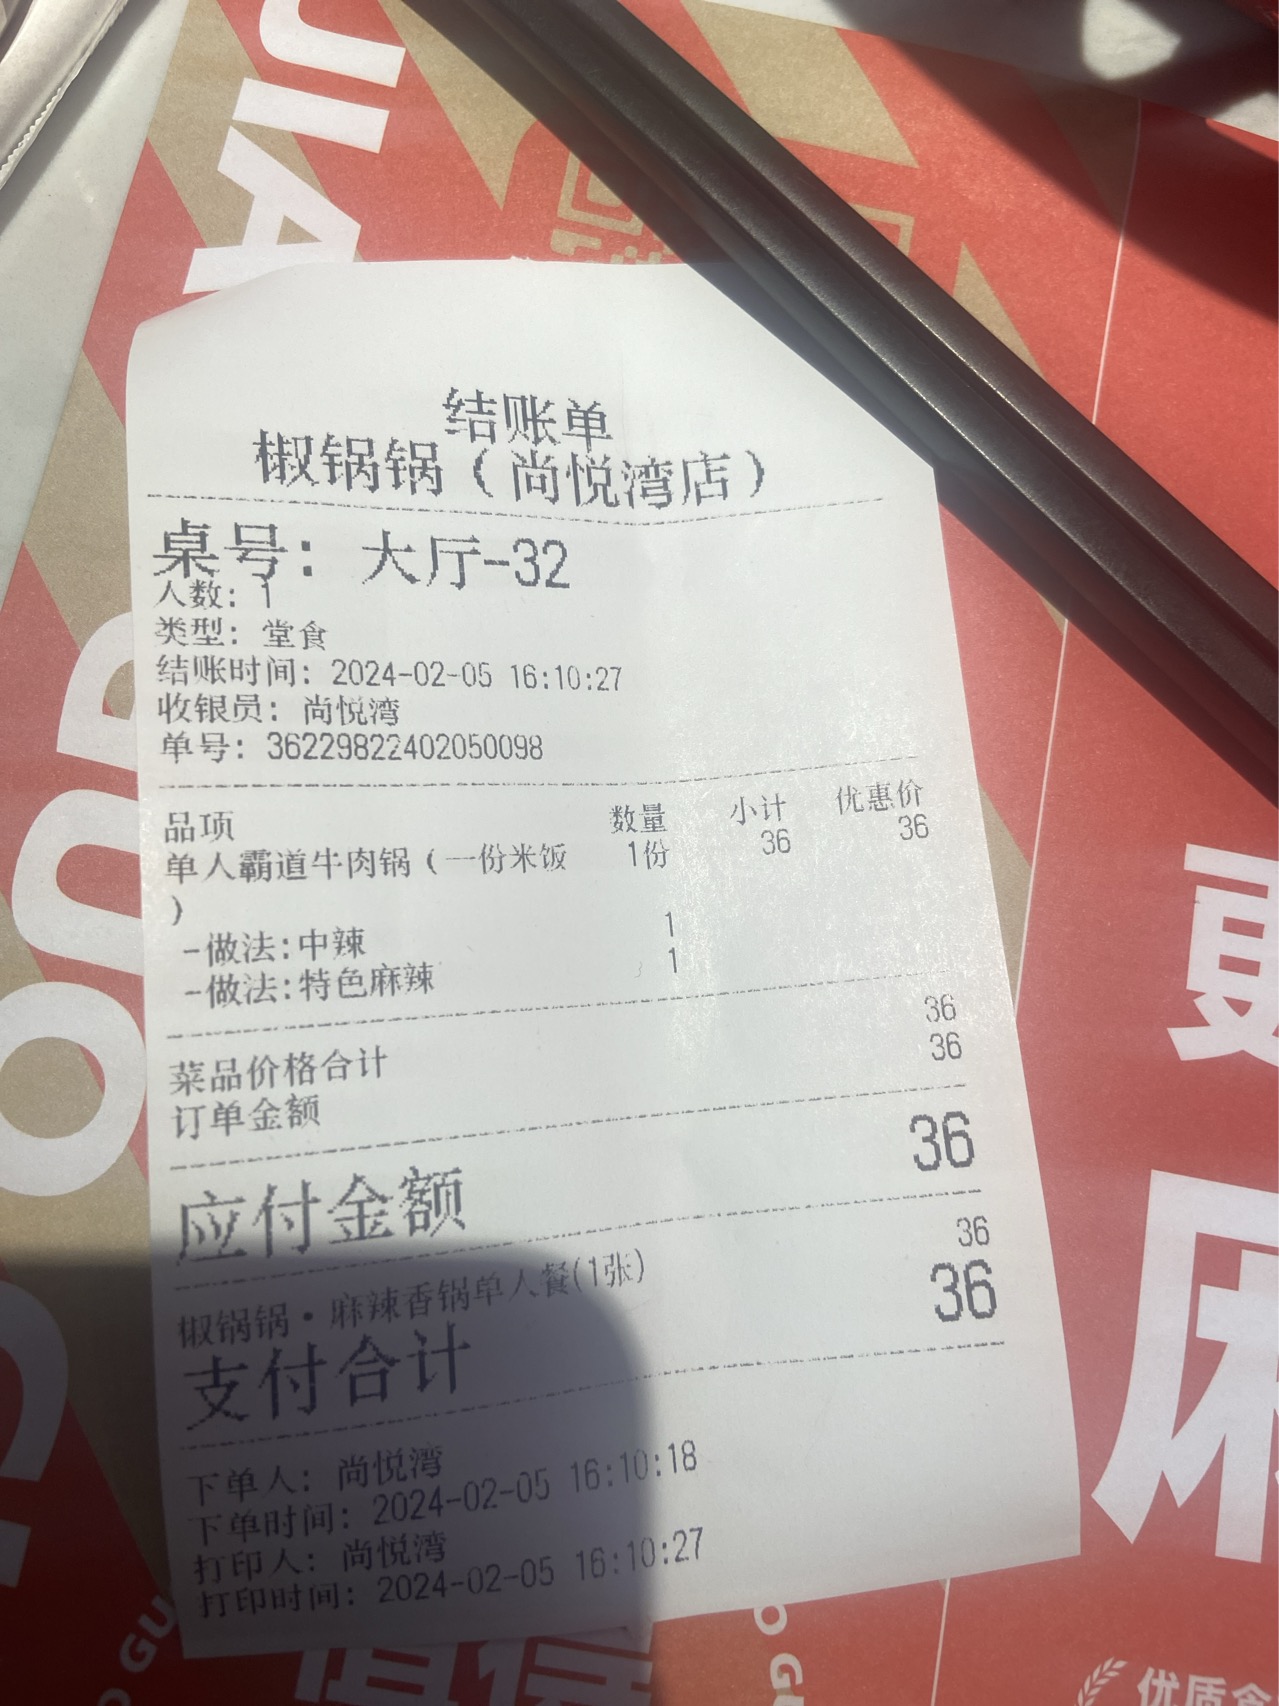 JIA
结账单
椒锅锅（尚悦湾店）
桌号：大厅-32
人数：1
类型：堂食
结账时间：2024-02-05 16:10:27
收银员：尚悦湾
单号：36229822402050098
品项 数量 小计 优惠价
单人霸道牛肉锅（一份米饭 1份 36 36
）
-做法:中辣 1
-做法:特色麻辣 1
菜品价格合计 36
订单金额 36
应付金额 36
椒锅锅·麻辣香锅单人餐(1张) 36
支付合计 36
下单人：尚悦湾
下单时间：2024-02-05 16:10:18
打印人：尚悦湾
打印时间：2024-02-05 16:10:27
更
O GU
O GU
优质